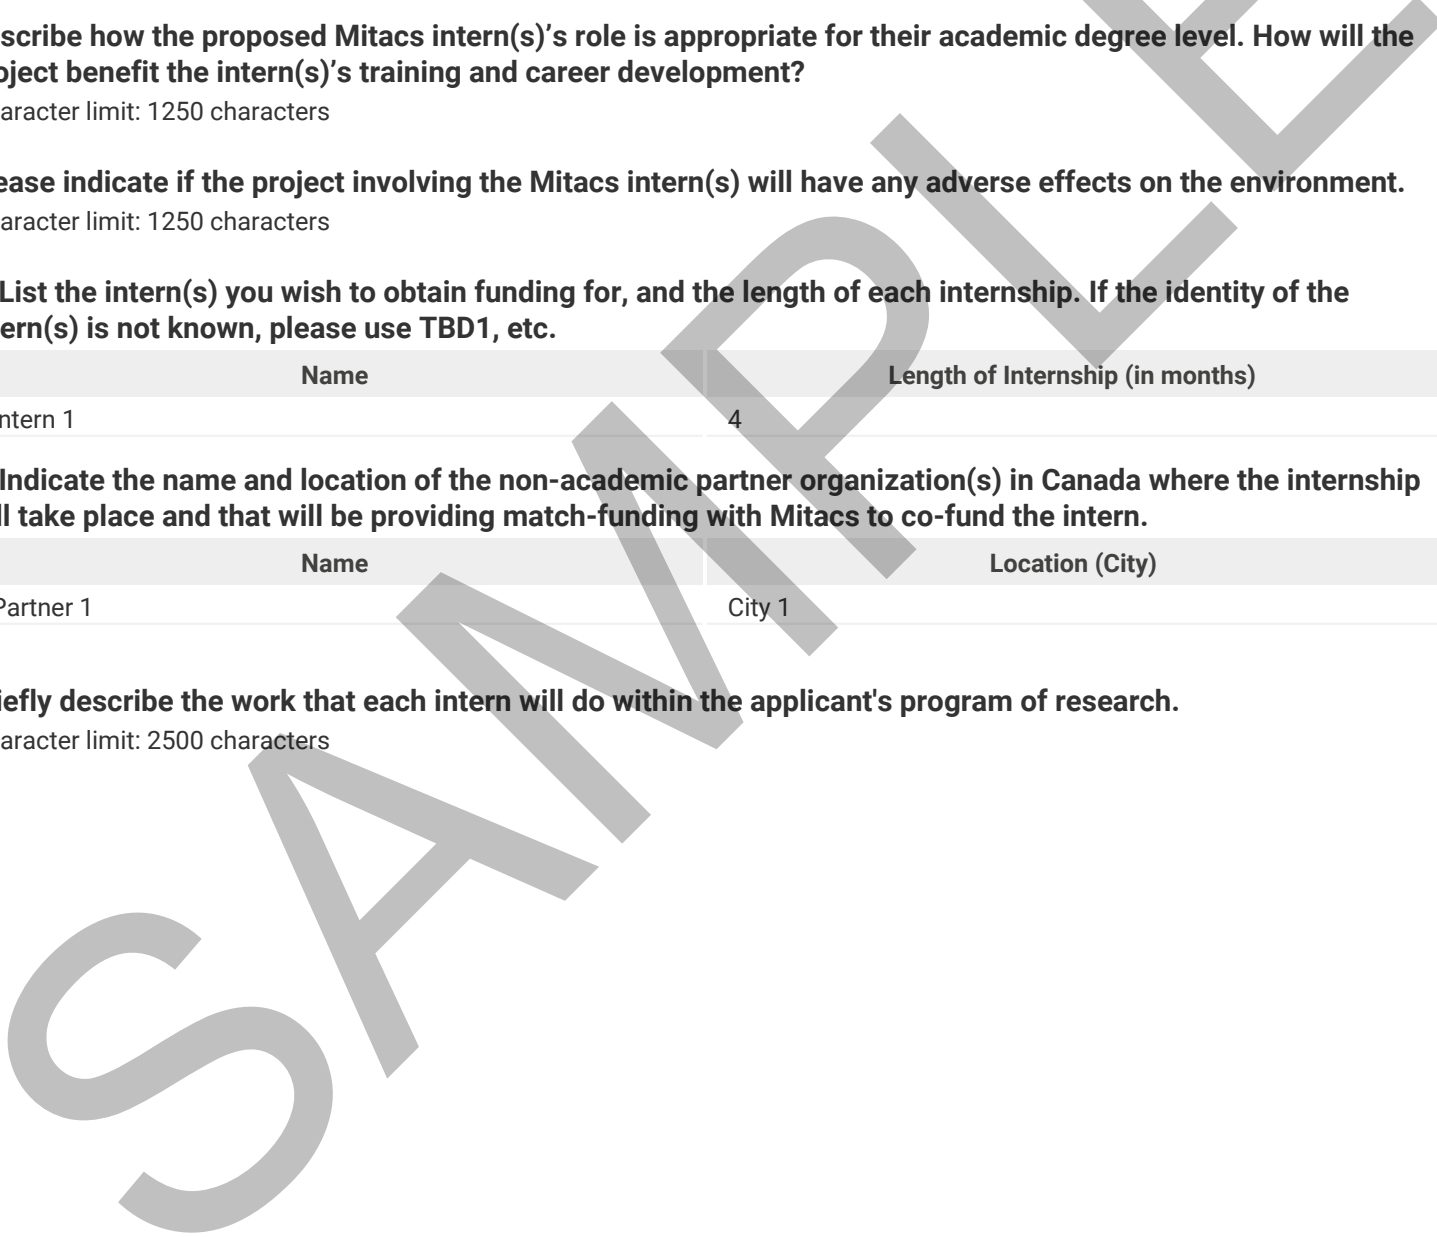 scribe how the proposed Mitacs intern(s)’s role is appropriate for their academic degree level. How will the
oject benefit the intern(s)’s training and career development?
aracter limit: 1250 characters
ease indicate if the project involving the Mitacs intern(s) will have any adverse effects on the environment.
aracter limit: 1250 characters
List the intern(s) you wish to obtain funding for, and the length of each internship. If the identity of the
ern(s) is not known, please use TBD1, etc.
Name Length of Internship (in months)
ntern 1 4
Indicate the name and location of the non-academic partner organization(s) in Canada where the internship
ll take place and that will be providing match-funding with Mitacs to co-fund the intern.
Name Location (City)
Partner 1 City 1
iefly describe the work that each intern will do within the applicant's program of research.
aracter limit: 2500 characters
SAMPLE